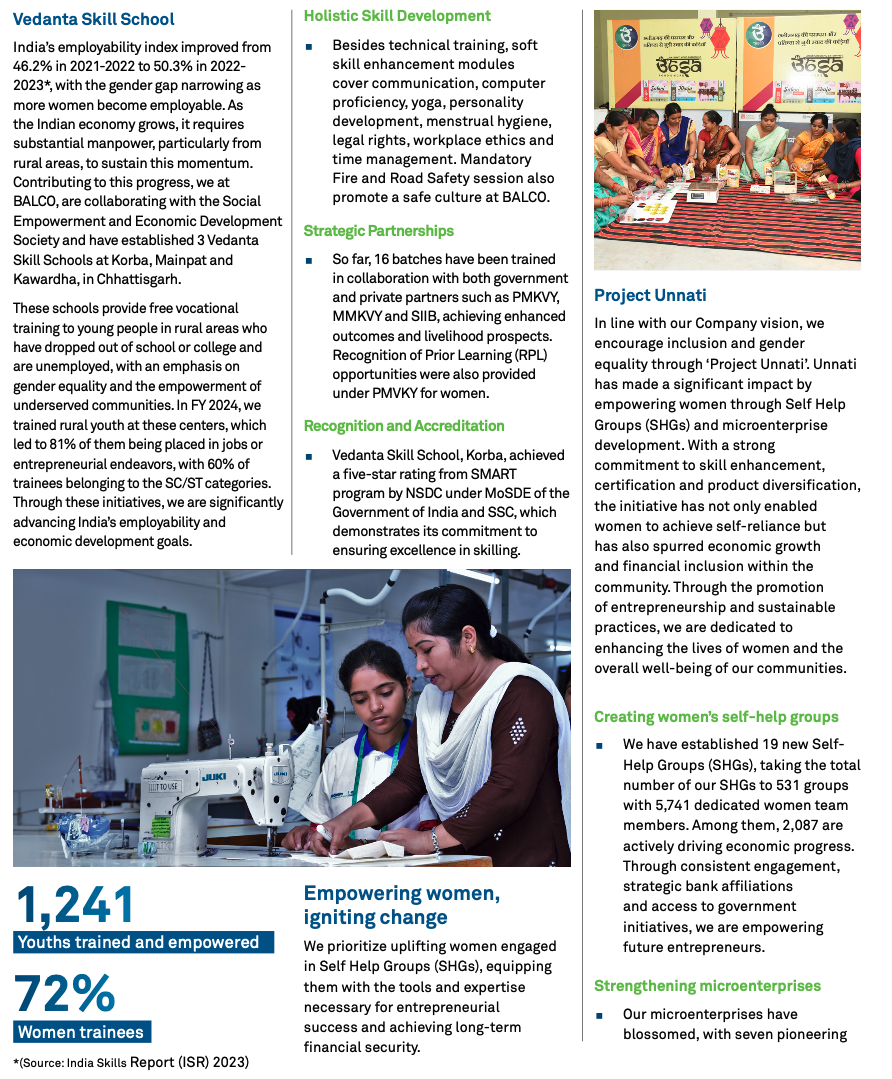 Vedanta Skill School
India's employability index improved from
46.2% in 2021-2022 to 50.3% in 2022-
2023*, with the gender gap narrowing as
more women become employable. As
the Indian economy grows, it requires
substantial manpower, particularly from
rural areas, to sustain this momentum.
Contributing to this progress, we at
BALCO, are collaborating with the Social
Empowerment and Economic Development
Society and have established 3 Vedanta
Skill Schools at Korba, Mainpat and
Kawardha, in Chhattisgarh.
These schools provide free vocational
training to young people in rural areas who
have dropped out of school or college and
are unemployed, with an emphasis on
gender equality and the empowerment of
underserved communities. In FY 2024, we
trained rural youth at these centers, which
led to 81% of them being placed in jobs or
entrepreneurial endeavors, with 60% of
trainees belonging to the SC/ST categories.
Through these initiatives, we are significantly
advancing India's employability and
economic development goals.
Holistic Skill Development
■ Besides technical training, soft
skill enhancement modules
cover communication, computer
proficiency, yoga, personality
development, menstrual hygiene,
legal rights, workplace ethics and
time management. Mandatory
Fire and Road Safety session also
promote a safe culture at BALCO.
Strategic Partnerships
■ So far, 16 batches have been trained
in collaboration with both government
and private partners such as PMKVY,
MMKVY and SIIB, achieving enhanced
outcomes and livelihood prospects.
Recognition of Prior Learning (RPL)
opportunities were also provided
under PMVKY for women.
Recognition and Accreditation
■ Vedanta Skill School, Korba, achieved
a five-star rating from SMART
program by NSDC under MoSDE of the
Government of India and SSC, which
demonstrates its commitment to
ensuring excellence in skilling.
JUKI
T TO USE
1,241
Youths trained and empowered
72%
Women trainees
*(Source: India Skills Report (ISR) 2023)
Empowering women,
igniting change
We prioritize uplifting women engaged
in Self Help Groups (SHGs), equipping
them with the tools and expertise
necessary for entrepreneurial
success and achieving long-term
financial security.
छत्तीसगढ़ की परम्परा और
Project Unnati
In line with our Company vision, we
encourage inclusion and gender
equality through 'Project Unnati'. Unnati
has made a significant impact by
empowering women through Self Help
Groups (SHGs) and microenterprise
development. With a strong
commitment to skill enhancement,
certification and product diversification,
the initiative has not only enabled
women to achieve self-reliance but
has also spurred economic growth
and financial inclusion within the
community. Through the promotion
of entrepreneurship and sustainable
practices, we are dedicated to
enhancing the lives of women and the
overall well-being of our communities.
Creating women's self-help groups
■ We have established 19 new Self-
Help Groups (SHGs), taking the total
number of our SHGs to 531 groups
with 5,741 dedicated women team
members. Among them, 2,087 are
actively driving economic progress.
Through consistent engagement,
strategic bank affiliations
and access to government
initiatives, we are empowering
future entrepreneurs.
Strengthening microenterprises
■ Our microenterprises have
blossomed, with seven pioneering